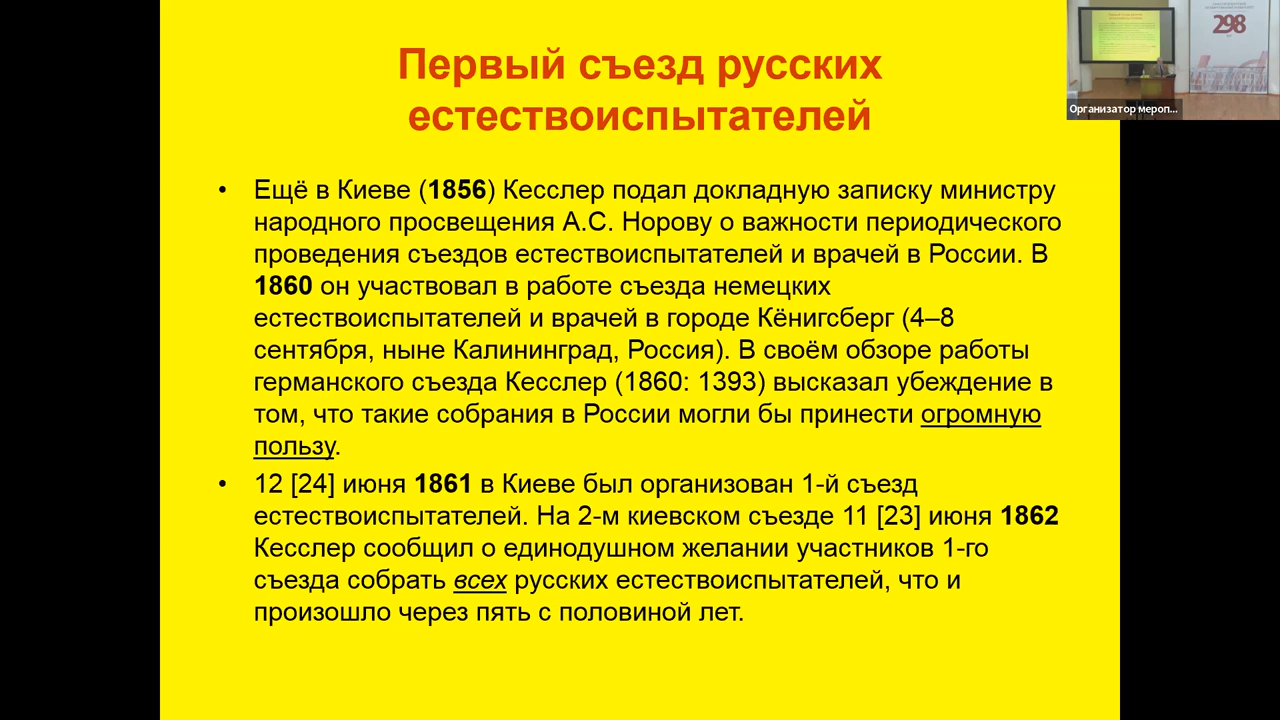 Первый съезд русских
естествоиспытателей
• Ещё в Киеве (1856) Кесслер подал докладную записку министру
народного просвещения А.С. Норову о важности периодического
проведения съездов естествоиспытателей и врачей в России. В
1860 он участвовал в работе съезда немецких
естествоиспытателей и врачей в городе Кёнигсберг (4–8
сентября, ныне Калининград, Россия). В своём обзоре работы
германского съезда Кесслер (1860: 1393) высказал убеждение в
том, что такие собрания в России могли бы принести огромную
пользу.
• 12 [24] июня 1861 в Киеве был организован 1-й съезд
естествоиспытателей. На 2-м киевском съезде 11 [23] июня 1862
Кесслер сообщил о единодушном желании участников 1-го
съезда собрать всех русских естествоиспытателей, что и
произошло через пять с половиной лет.
298
Организатор мероп...